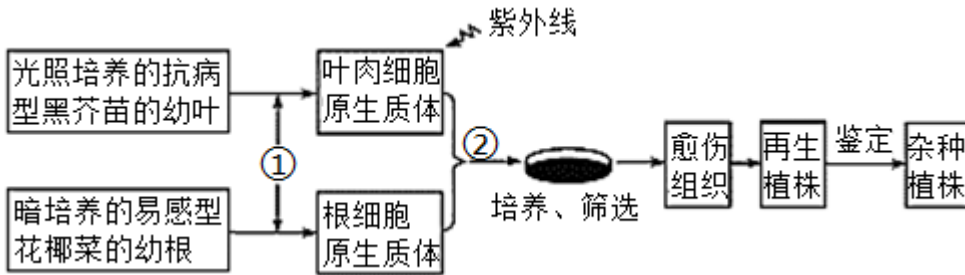 紫外线
光照培养的抗病
型黑芥苗的幼叶
叶肉细胞
原生质体
①
②
暗培养的易感型
花椰菜的幼根
根细胞
原生质体
培养、筛选
愈伤
组织
再生
植株
鉴定
杂种
植株